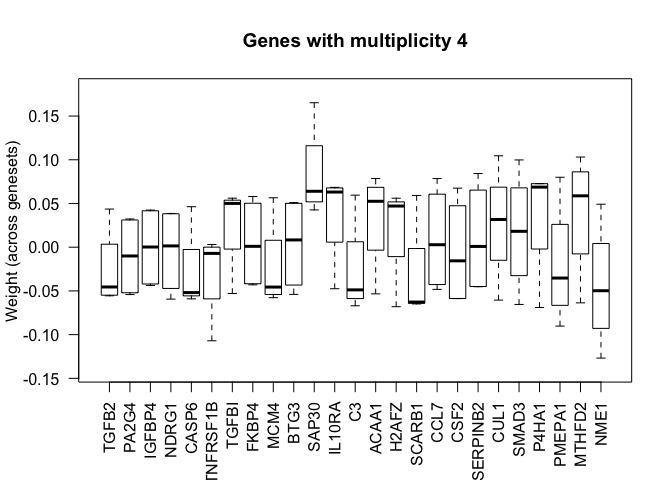 Genes with multiplicity 4
Weight (across genesets)
0.15
0.10
0.05
0.00
-0.05
-0.10
-0.15
TGFB2
PA2G4
IGFBP4
NDRG1
CASP6
TNFRSF1B
TGFBI
FKBP4
MCM4
BTG3
SAP30
IL10RA
C3
ACAA1
H2AFZ
SCARB1
CCL7
CSF2
SERPINB2
CUL1
SMAD3
P4HA1
PMEPA1
MTHFD2
NME1